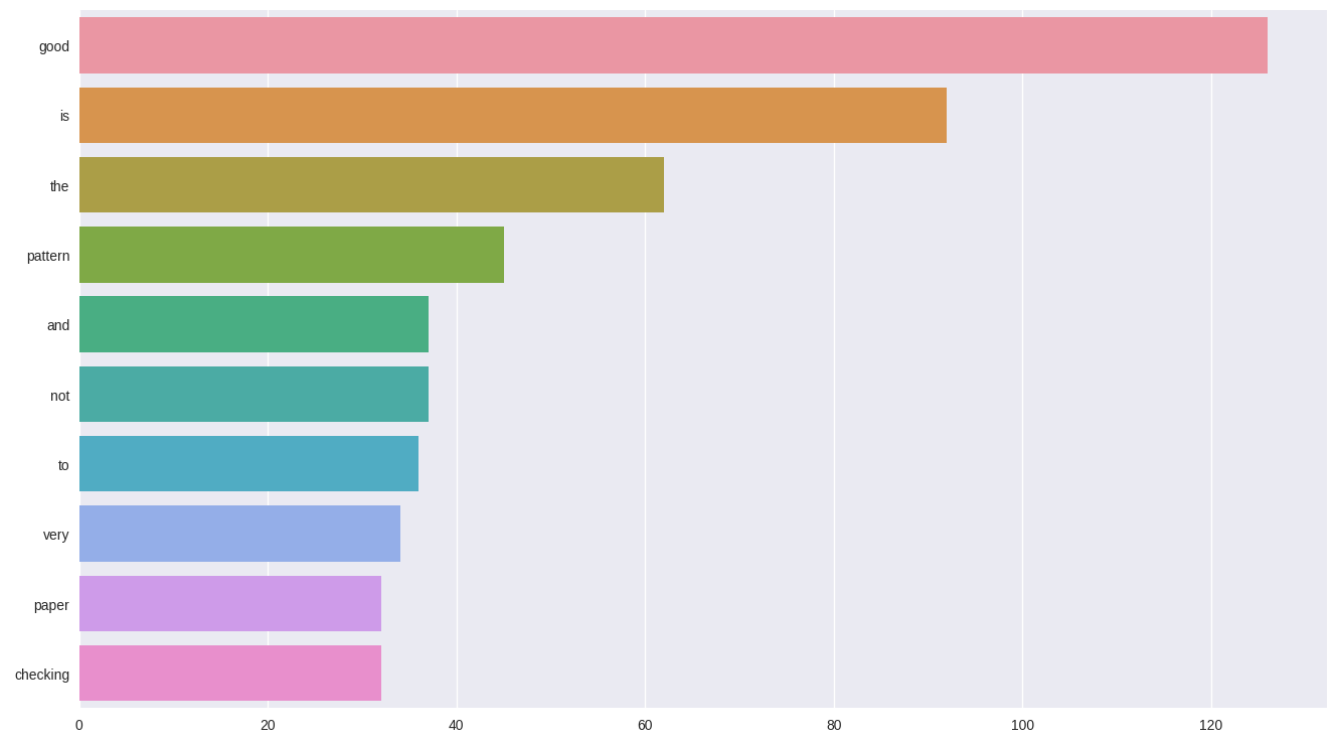 good
is
the
pattern
and
not
to
very
paper
checking
0 20 40 60 80 100 120